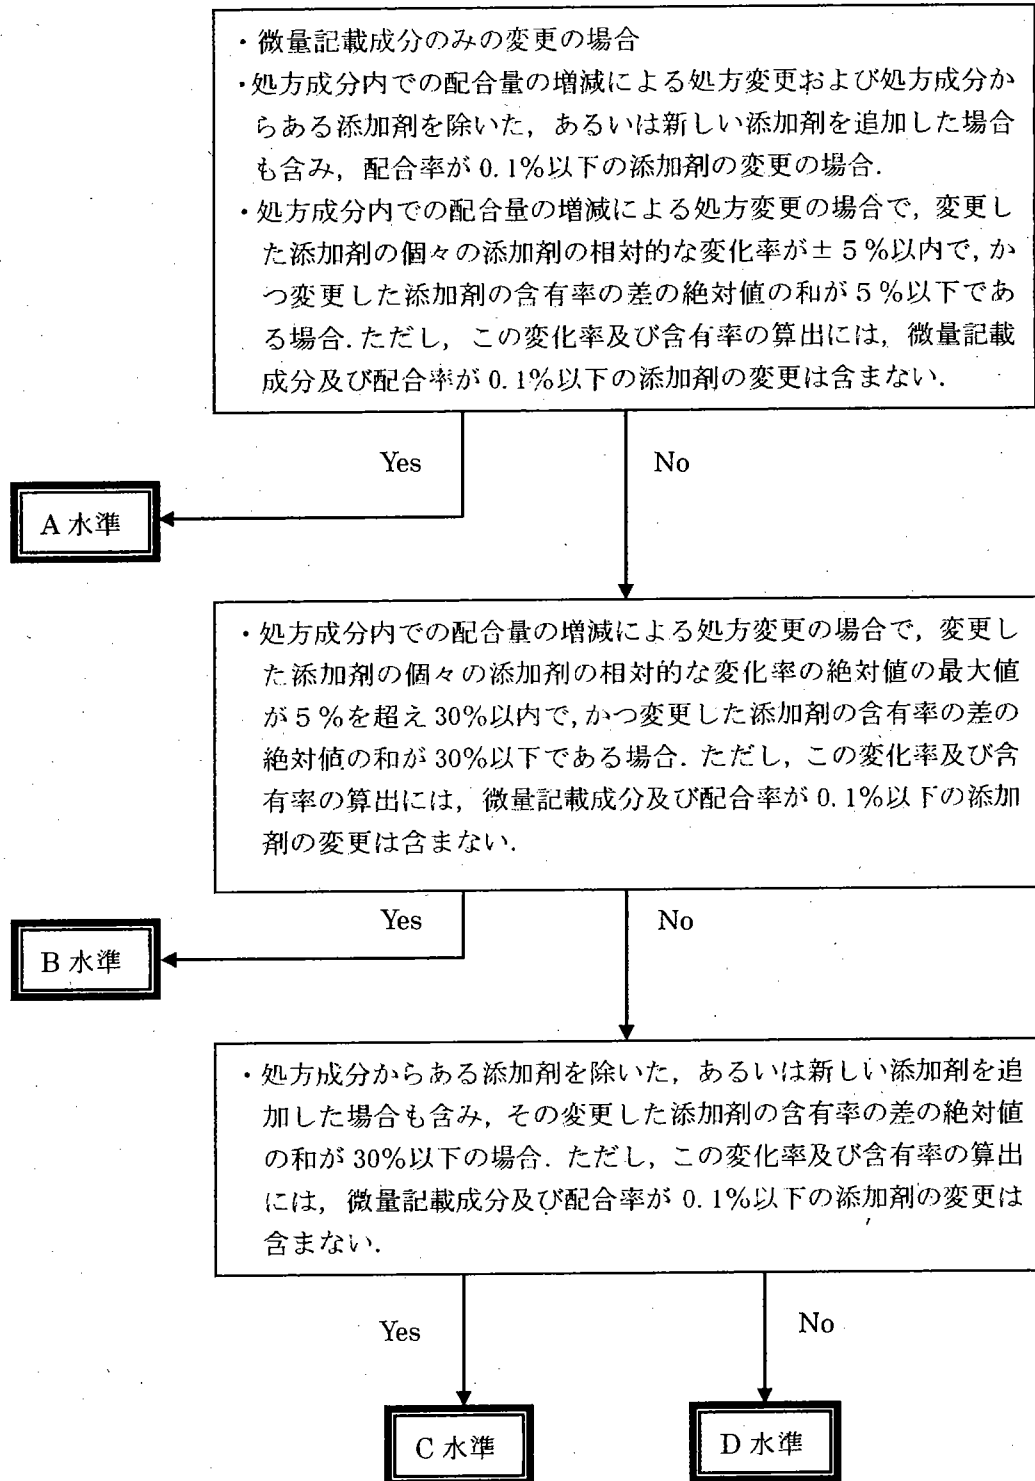 ・微量記載成分のみの変更の場合
・処方成分内での配合量の増減による処方変更および処方成分か
らある添加剤を除いた，あるいは新しい添加剤を追加した場合
も含み，配合率が 0.1%以下の添加剤の変更の場合.
・処方成分内での配合量の増減による処方変更の場合で，変更し
た添加剤の個々の添加剤の相対的な変化率が± 5 %以内で，か
つ変更した添加剤の含有率の差の絶対値の和が 5 %以下であ
る場合. ただし，この変化率及び含有率の算出には，微量記載
成分及び配合率が 0.1%以下の添加剤の変更は含まない.
Yes
No
A 水準
・処方成分内での配合量の増減による処方変更の場合で，変更し
た添加剤の個々の添加剤の相対的な変化率の絶対値の最大値
が 5 %を超え 30%以内で，かつ変更した添加剤の含有率の差の
絶対値の和が 30%以下である場合. ただし，この変化率及び含
有率の算出には，微量記載成分及び配合率が 0.1%以下の添加
剤の変更は含まない.
Yes
No
B 水準
・処方成分からある添加剤を除いた，あるいは新しい添加剤を追
加した場合も含み，その変更した添加剤の含有率の差の絶対値
の和が 30%以下の場合. ただし，この変化率及び含有率の算出
には，微量記載成分及び配合率が 0.1%以下の添加剤の変更は
含まない.
Yes
No
C 水準
D 水準